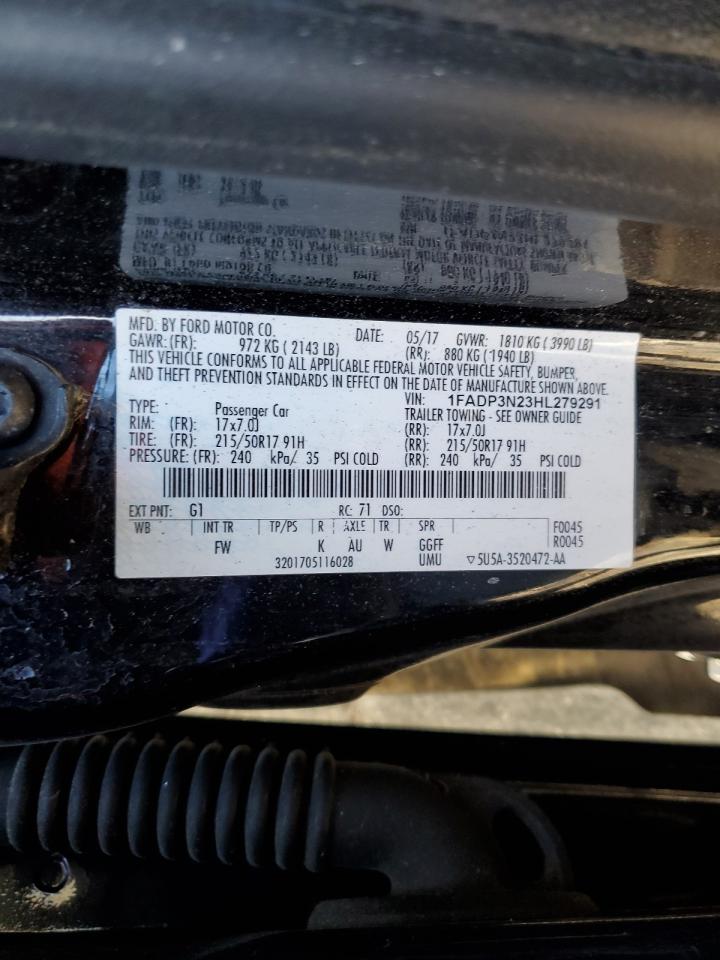 MFD. BY FORD MOTOR CO. DATE: 05/17 GVWR: 1810 KG ( 3990 LB)
GAWR: (FR): 972 KG ( 2143 LB) (RR): 880 KG ( 1940 LB)
THIS VEHICLE CONFORMS TO ALL APPLICABLE FEDERAL MOTOR VEHICLE SAFETY, BUMPER,
AND THEFT PREVENTION STANDARDS IN EFFECT ON THE DATE OF MANUFACTURE SHOWN ABOVE.
VIN: 1FADP3N23HL279291
TYPE: Passenger Car TRAILER TOWING - SEE OWNER GUIDE
RIM: (FR): 17x7.0J (RR): 17x7.0J
TIRE: (FR): 215/50R17 91H (RR): 215/50R17 91H
PRESSURE: (FR): 240 kPa/ 35 PSI COLD (RR): 240 kPa/ 35 PSI COLD
EXT PNT: G1 RC: 71 DSO:
WB INT TR TP/PS R AXLE TR SPR F0045
FW K AU W GGFF R0045
3201705116028 UMU ▽5U5A-3520472-AA